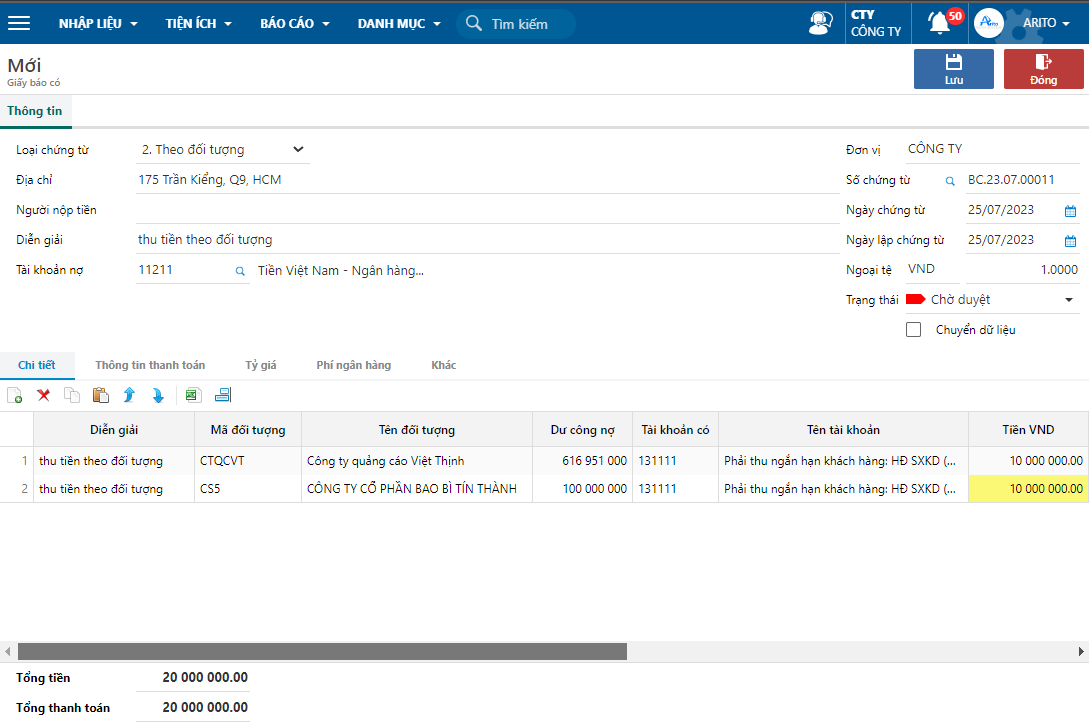 NHẬP LIỆU TIỆN ÍCH BÁO CÁO DANH MỤC Tìm kiếm CTY CÔNG TY 50 Arito ARITO
Mới
Giấy báo có
Lưu Đóng
Thông tin
Loại chứng từ 2. Theo đối tượng Đơn vị CÔNG TY
Địa chỉ 175 Trần Kiểng, Q9, HCM Số chứng từ BC.23.07.00011
Người nộp tiền Ngày chứng từ 25/07/2023
Diễn giải thu tiền theo đối tượng Ngày lập chứng từ 25/07/2023
Tài khoản nợ 11211 Tiền Việt Nam - Ngân hàng... Ngoại tệ VND 1.0000
Trạng thái Chờ duyệt
Chuyển dữ liệu
Chi tiết Thông tin thanh toán Tỷ giá Phí ngân hàng Khác
Diễn giải Mã đối tượng Tên đối tượng Dư công nợ Tài khoản có Tên tài khoản Tiền VND
1 thu tiền theo đối tượng CTQCVT Công ty quảng cáo Việt Thịnh 616 951 000 131111 Phải thu ngắn hạn khách hàng: HĐ SXKD (... 10 000 000.00
2 thu tiền theo đối tượng CS5 CÔNG TY CỔ PHẦN BAO BÌ TÍN THÀNH 100 000 000 131111 Phải thu ngắn hạn khách hàng: HĐ SXKD (... 10 000 000.00
Tổng tiền 20 000 000.00
Tổng thanh toán 20 000 000.00